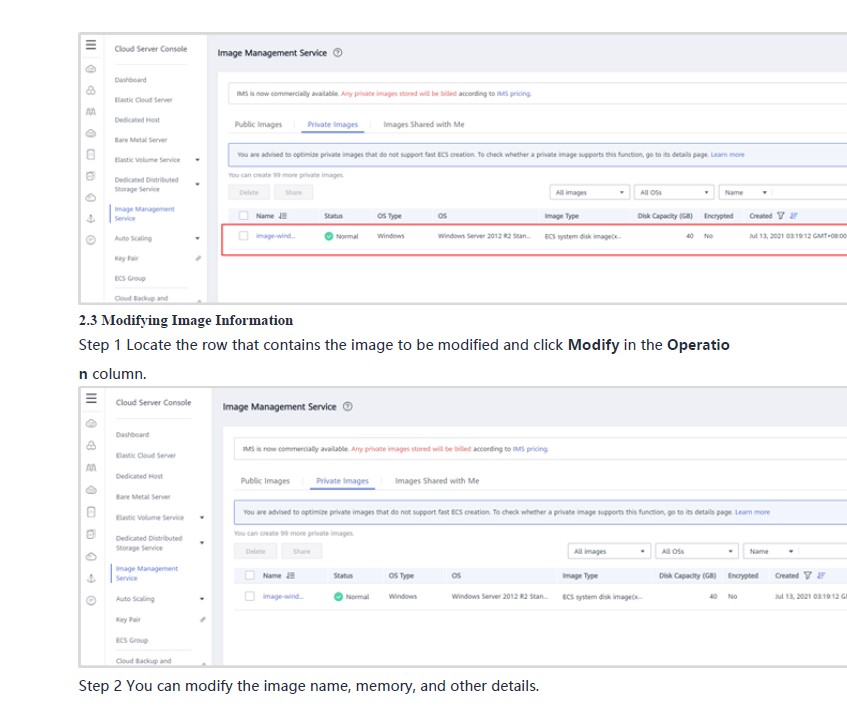 Cloud Server Console
Image Management Service
Dashboard
IMS is now commercially available. Any private images stored will be billed according to IMS pricing.
Elastic Cloud Server
Dedicated Host
Public Images Private Images Images Shared with Me
Bare Metal Server
Elastic Volume Service
You are advised to optimize private images that do not support fast ECS creation. To check whether a private image supports this function, go to its details page. Learn more
You can create 99 more private images.
Dedicated Distributed
Storage Service
Delete Share All images All OSs Name
Image Management
Service
Name Status OS Type OS Image Type Disk Capacity (GB) Encrypted Created
image-wind... Normal Windows Windows Server 2012 R2 Stan... ECS system disk image(x... 40 No Jul 13, 2021 03:19:12 GMT+08:00
Auto Scaling
Key Pair
ECS Group
Cloud Backup and
2.3 Modifying Image Information
Step 1 Locate the row that contains the image to be modified and click Modify in the Operatio
n column.
Cloud Server Console
Image Management Service
Dashboard
IMS is now commercially available. Any private images stored will be billed according to IMS pricing.
Elastic Cloud Server
Dedicated Host
Public Images Private Images Images Shared with Me
Bare Metal Server
Elastic Volume Service
You are advised to optimize private images that do not support fast ECS creation. To check whether a private image supports this function, go to its details page. Learn more
You can create 99 more private images.
Dedicated Distributed
Storage Service
Delete Share All images All OSs Name
Image Management
Service
Name Status OS Type OS Image Type Disk Capacity (GB) Encrypted Created
image-wind... Normal Windows Windows Server 2012 R2 Stan... ECS system disk image(x... 40 No Jul 13, 2021 03:19:12 G
Auto Scaling
Key Pair
ECS Group
Cloud Backup and
Step 2 You can modify the image name, memory, and other details.